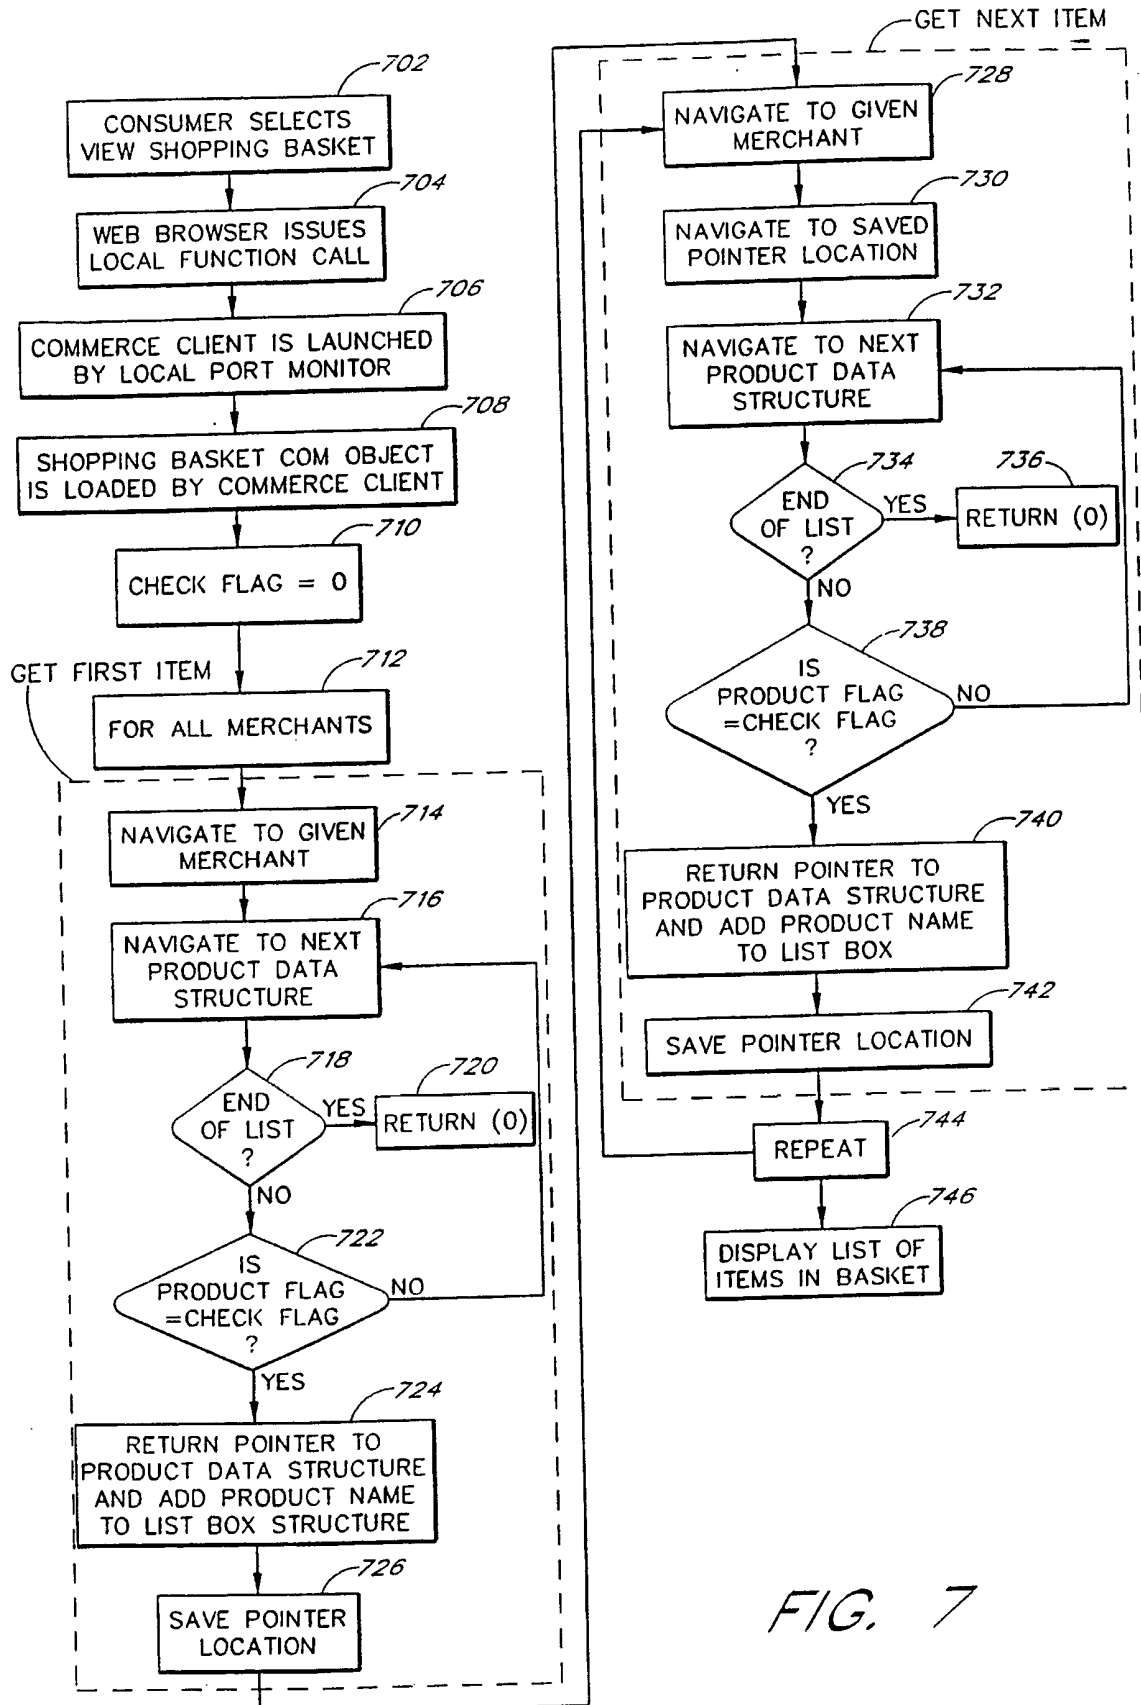 702
CONSUMER SELECTS
VIEW SHOPPING BASKET
704
WEB BROWSER ISSUES
LOCAL FUNCTION CALL
706
COMMERCE CLIENT IS LAUNCHED
BY LOCAL PORT MONITOR
708
SHOPPING BASKET COM OBJECT
IS LOADED BY COMMERCE CLIENT
710
CHECK FLAG = 0
GET FIRST ITEM
712
FOR ALL MERCHANTS
714
NAVIGATE TO GIVEN
MERCHANT
716
NAVIGATE TO NEXT
PRODUCT DATA
STRUCTURE
718
END
OF LIST
?
YES
720
RETURN (0)
NO
722
IS
PRODUCT FLAG
=CHECK FLAG
?
NO
YES
724
RETURN POINTER TO
PRODUCT DATA STRUCTURE
AND ADD PRODUCT NAME
TO LIST BOX STRUCTURE
726
SAVE POINTER
LOCATION
GET NEXT ITEM
728
NAVIGATE TO GIVEN
MERCHANT
730
NAVIGATE TO SAVED
POINTER LOCATION
732
NAVIGATE TO NEXT
PRODUCT DATA
STRUCTURE
734
END
OF LIST
?
YES
736
RETURN (0)
NO
738
IS
PRODUCT FLAG
=CHECK FLAG
?
NO
YES
740
RETURN POINTER TO
PRODUCT DATA STRUCTURE
AND ADD PRODUCT NAME
TO LIST BOX
742
SAVE POINTER LOCATION
744
REPEAT
746
DISPLAY LIST OF
ITEMS IN BASKET
FIG. 7